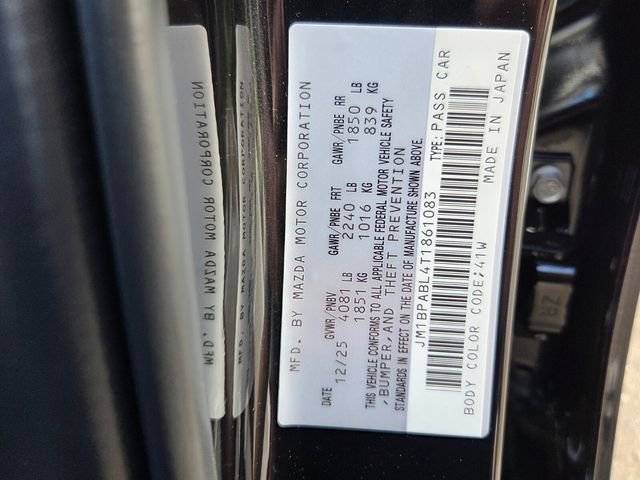 MFD. BY MAZDA MOTOR CORPORATION
DATE GVWR/PNBV GAWR/PNBE FRT GAWR/PNBE RR
12/25 4081 LB 2240 LB 1850 LB
1851 KG 1016 KG 839 KG
THIS VEHICLE CONFORMS TO ALL APPLICABLE FEDERAL MOTOR VEHICLE SAFETY
,BUMPER,AND THEFT PREVENTION
STANDARDS IN EFFECT ON THE DATE OF MANUFACTURE SHOWN ABOVE.
JM1BPABL4T1861083 TYPE:PASS CAR
BODY COLOR CODE;41W MADE IN JAPAN
MFD. BY MAZDA MOTOR CORPORATION
MFD. BY MAZDA MOTOR CORPORATION
ZR